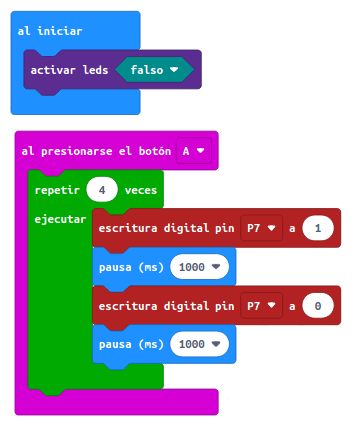 al iniciar
activar leds falso
al presionarse el botón A
repetir 4 veces
ejecutar
escritura digital pin P7 a 1
pausa (ms) 1000
escritura digital pin P7 a 0
pausa (ms) 1000